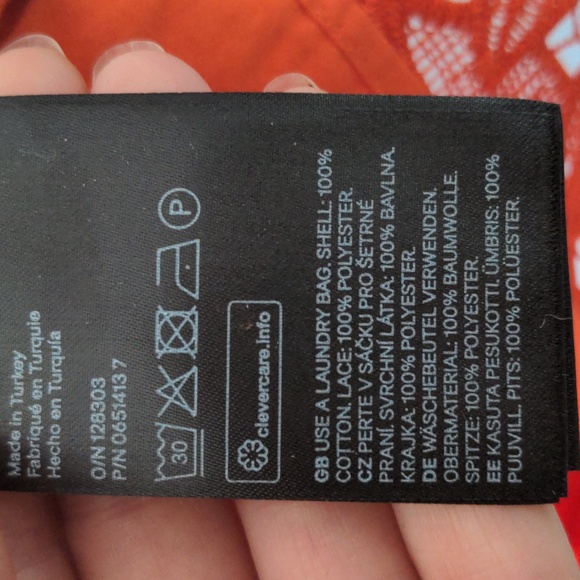 Made in Turkey
Fabriqué en Turquie
Hecho en Turquía
O/N 128303
P/N 0651413 7
30
P
clevercare.info
GB USE A LAUNDRY BAG. SHELL: 100%
COTTON. LACE: 100% POLYESTER.
CZ PERTE V SÁČKU PRO ŠETRNÉ
PRANÍ. SVRCHNÍ LÁTKA: 100% BAVLNA.
KRAJKA: 100% POLYESTER.
DE WÄSCHEBEUTEL VERWENDEN.
OBERMATERIAL: 100% BAUMWOLLE.
SPITZE: 100% POLYESTER.
EE KASUTA PESUKOTTI. ÜMBRIS: 100%
PUUVILL. PITS: 100% POLÜESTER.